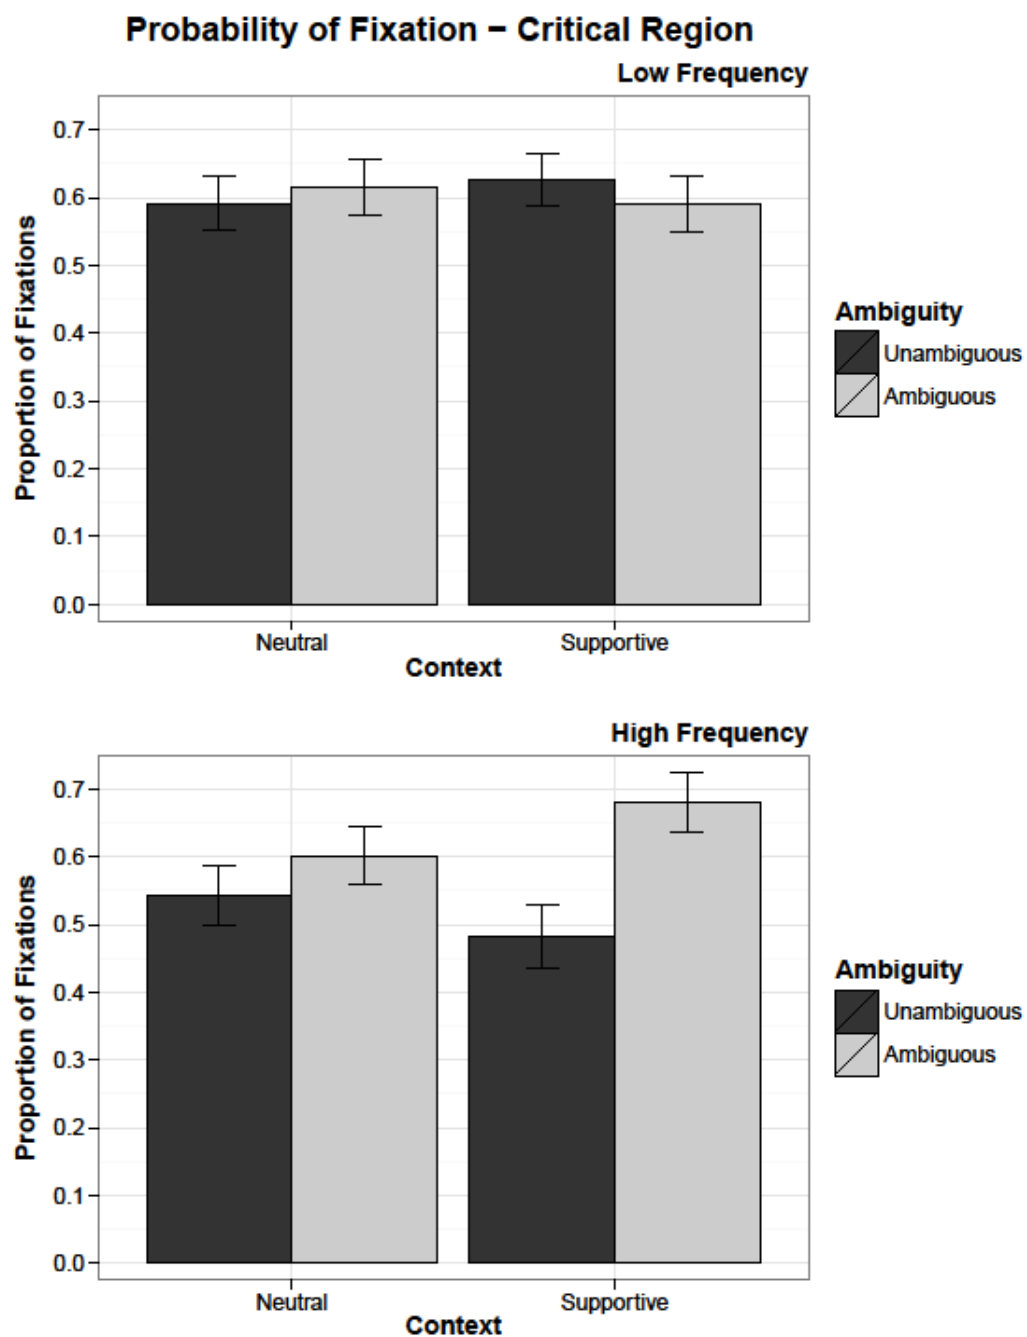 Probability of Fixation − Critical Region
Low Frequency
0.7
0.6
0.5
0.4
0.3
0.2
0.1
0.0
Proportion of Fixations
Neutral
Supportive
Context
Ambiguity
Unambiguous
Ambiguous
High Frequency
0.7
0.6
0.5
0.4
0.3
0.2
0.1
0.0
Proportion of Fixations
Neutral
Supportive
Context
Ambiguity
Unambiguous
Ambiguous